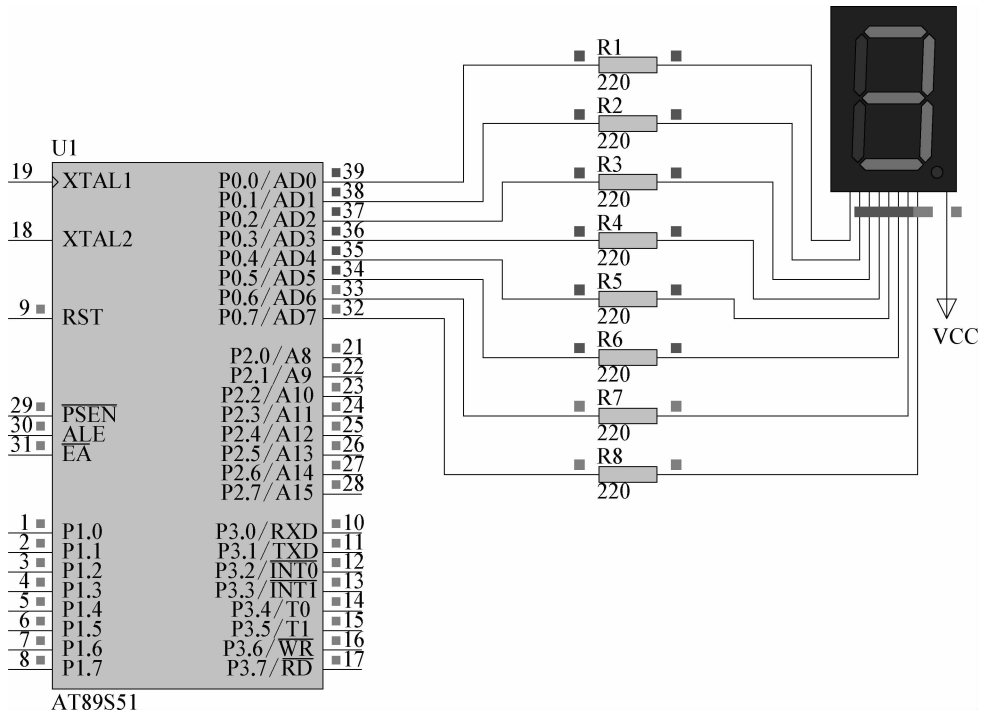 R1
220
R2
220
R3
220
R4
220
R5
220
R6
220
R7
220
R8
220
VCC
U1
19 XTAL1 P0.0/AD0 39
P0.1/AD1 38
P0.2/AD2 37
18 XTAL2 P0.3/AD3 36
P0.4/AD4 35
P0.5/AD5 34
P0.6/AD6 33
9 RST P0.7/AD7 32
P2.0/A8 21
P2.1/A9 22
P2.2/A10 23
29 PSEN P2.3/A11 24
30 ALE P2.4/A12 25
31 EA P2.5/A13 26
P2.6/A14 27
P2.7/A15 28
1 P1.0 P3.0/RXD 10
2 P1.1 P3.1/TXD 11
3 P1.2 P3.2/INT0 12
4 P1.3 P3.3/INT1 13
5 P1.4 P3.4/T0 14
6 P1.5 P3.5/T1 15
7 P1.6 P3.6/WR 16
8 P1.7 P3.7/RD 17
AT89S51